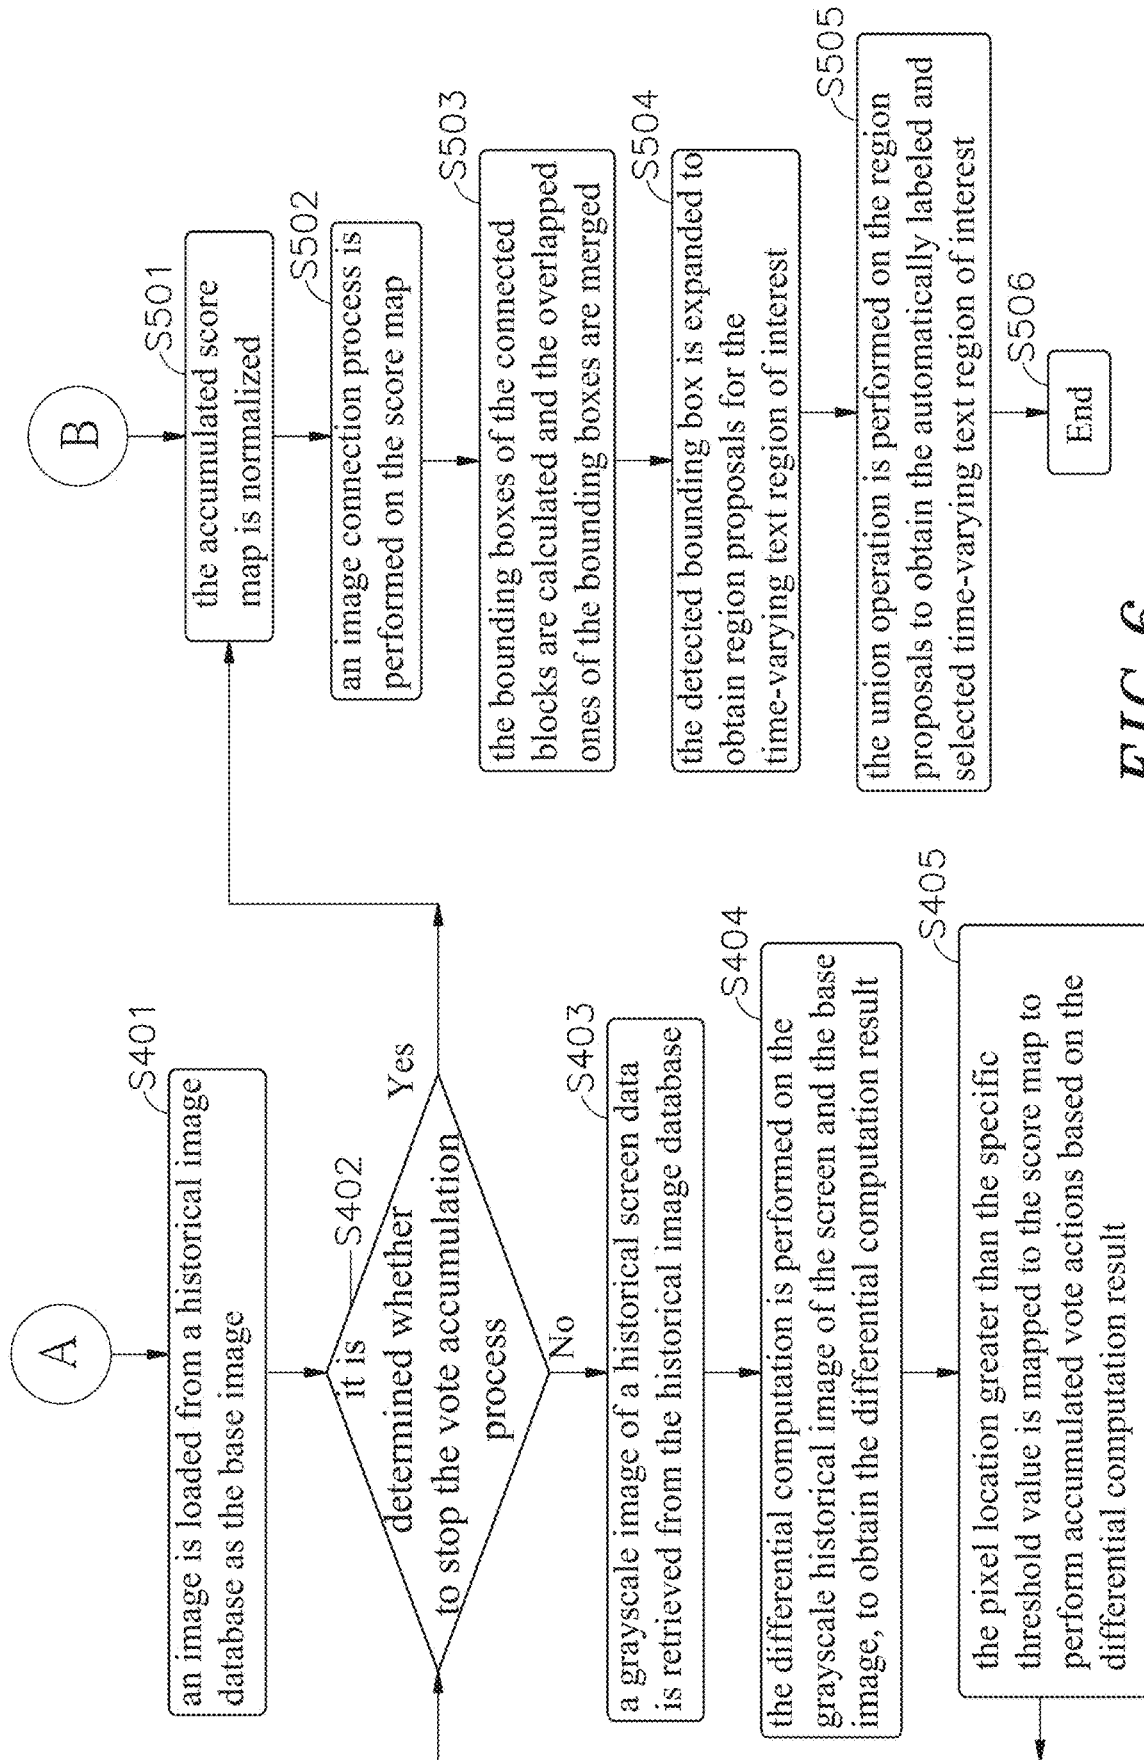 A
S401
an image is loaded from a historical image
database as the base image
S402
it is
determined whether
to stop the vote accumulation
process
Yes
No
S403
a grayscale image of a historical screen data
is retrieved from the historical image database
S404
the differential computation is performed on the
grayscale historical image of the screen and the base
image, to obtain the differential computation result
S405
the pixel location greater than the specific
threshold value is mapped to the score map to
perform accumulated vote actions based on the
differential computation result
B
S501
the accumulated score
map is normalized
S502
an image connection process is
performed on the score map
S503
the bounding boxes of the connected
blocks are calculated and the overlapped
ones of the bounding boxes are merged
S504
the detected bounding box is expanded to
obtain region proposals for the
time-varying text region of interest
S505
the union operation is performed on the region
proposals to obtain the automatically labeled and
selected time-varying text region of interest
S506
End
FIG. 6